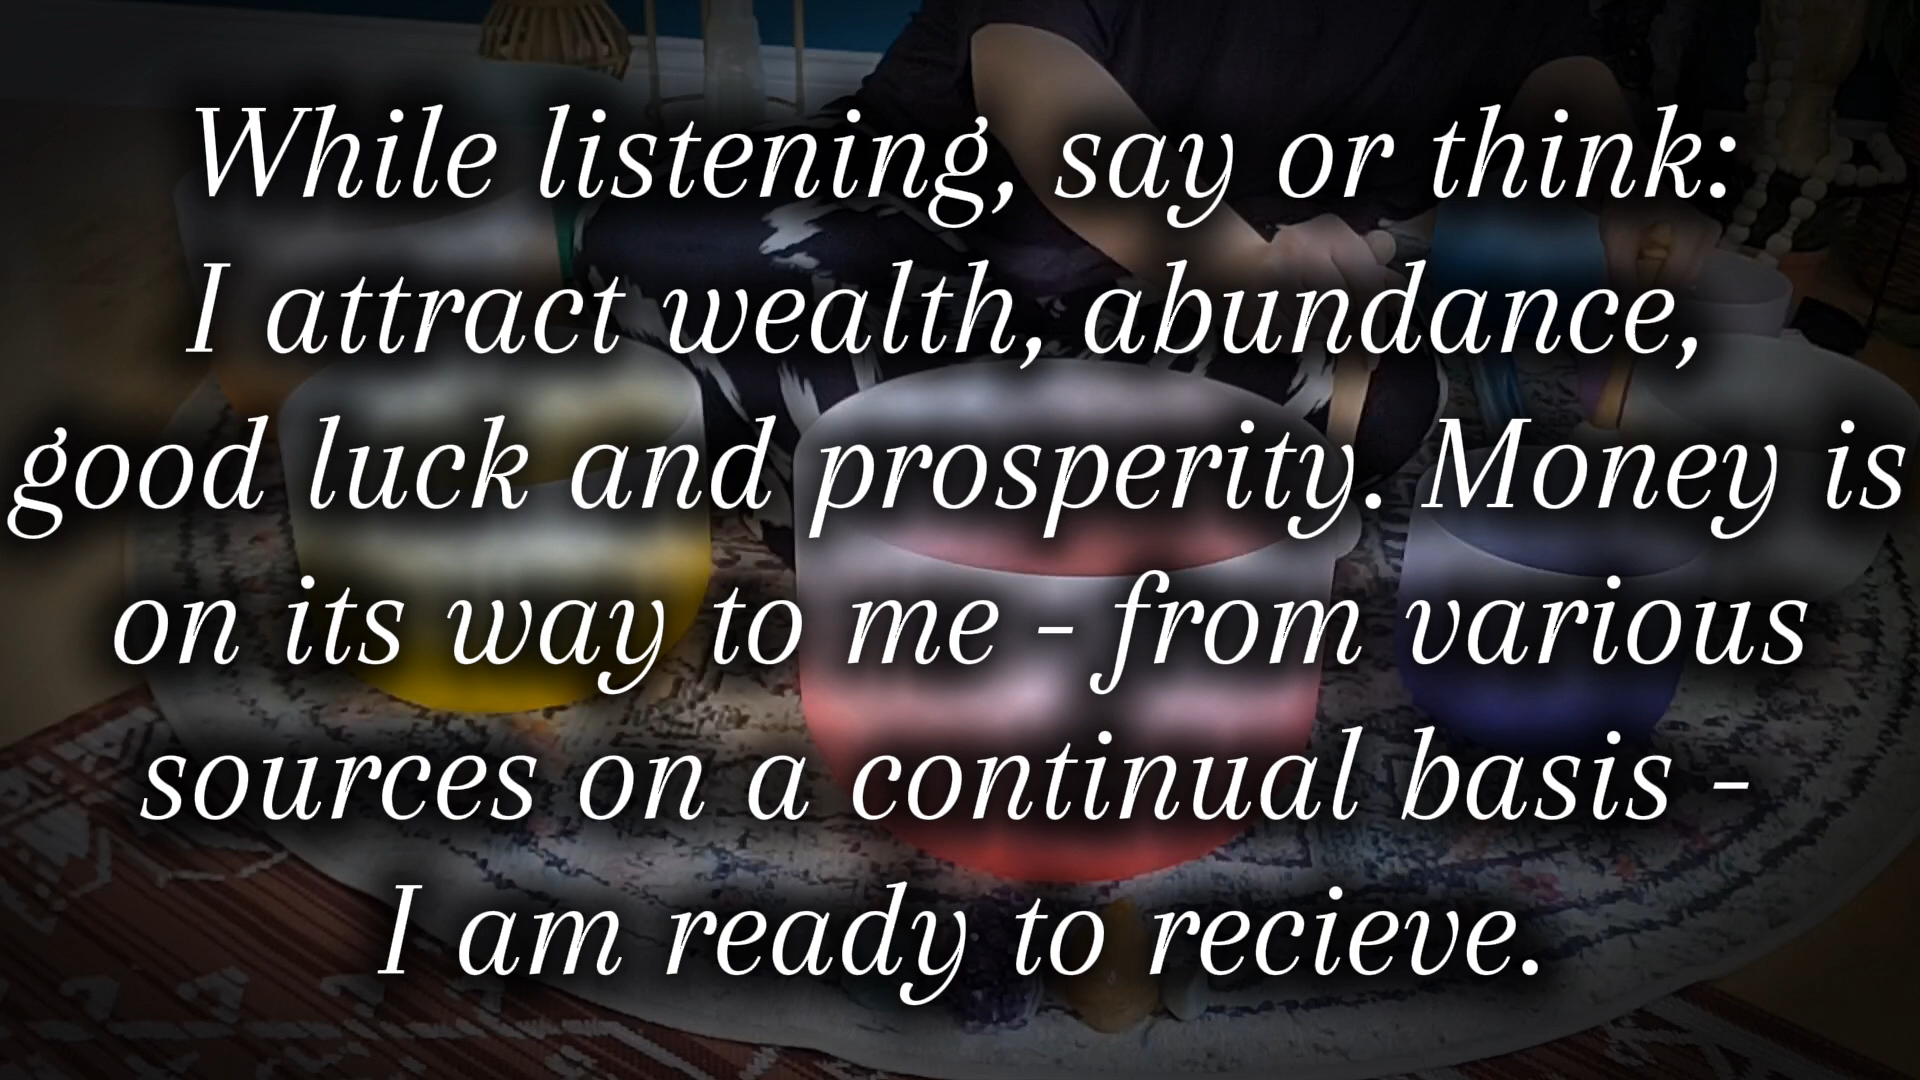 While listening, say or think:
I attract wealth, abundance,
good luck and prosperity. Money is
on its way to me - from various
sources on a continual basis -
I am ready to recieve.